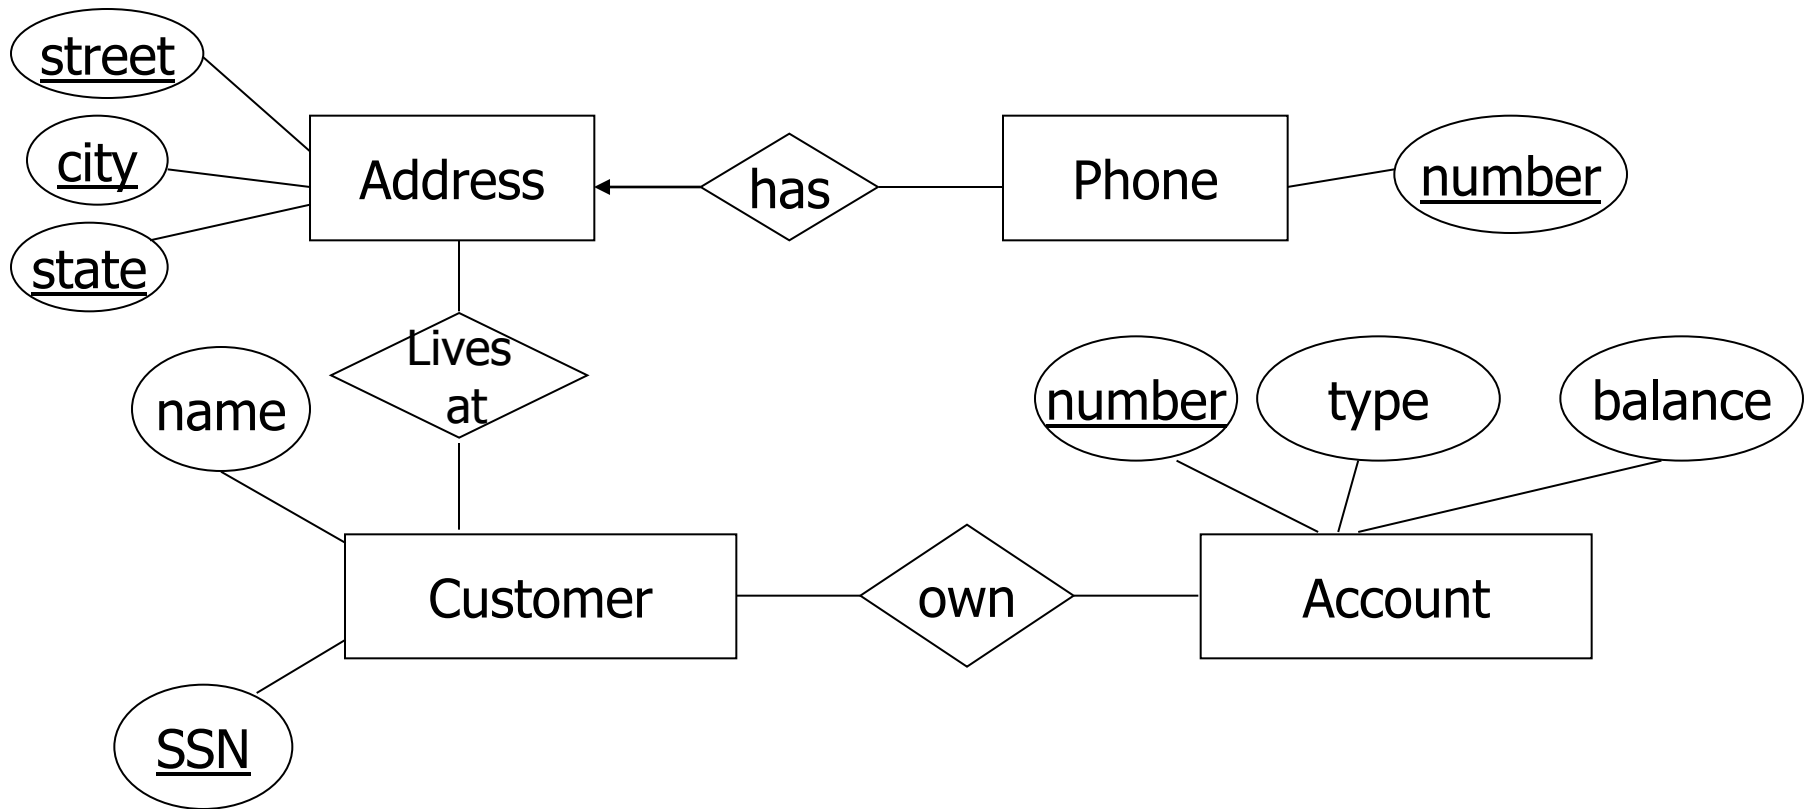 street
city
state
Address
has
Phone
number
Lives
at
name
number
type
balance
Customer
own
Account
SSN